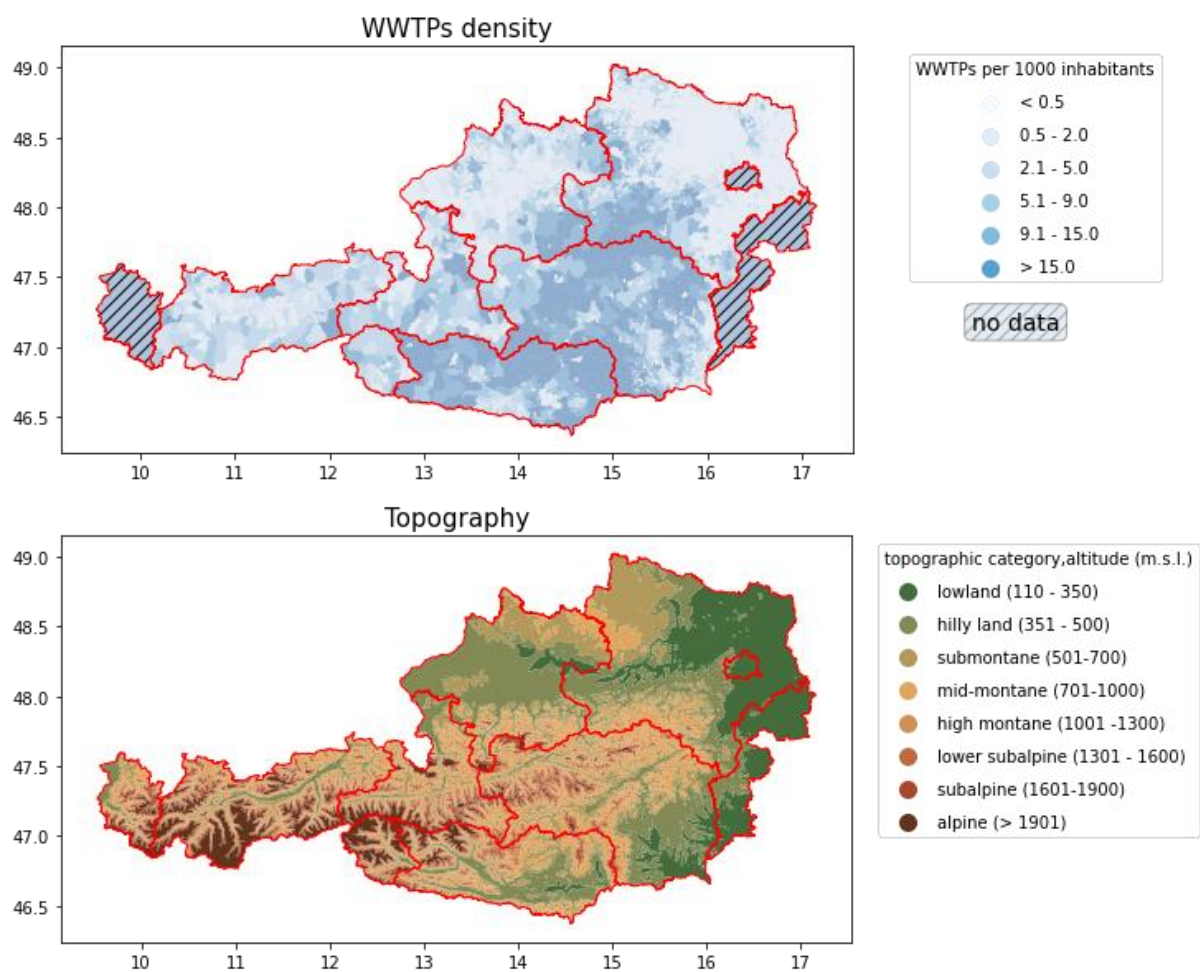 WWTPs density
49.0
48.5
48.0
47.5
47.0
46.5
10 11 12 13 14 15 16 17
WWTPs per 1000 inhabitants
< 0.5
0.5 - 2.0
2.1 - 5.0
5.1 - 9.0
9.1 - 15.0
> 15.0
no data
Topography
49.0
48.5
48.0
47.5
47.0
46.5
10 11 12 13 14 15 16 17
topographic category,altitude (m.s.l.)
lowland (110 - 350)
hilly land (351 - 500)
submontane (501-700)
mid-montane (701-1000)
high montane (1001 -1300)
lower subalpine (1301 - 1600)
subalpine (1601-1900)
alpine (> 1901)